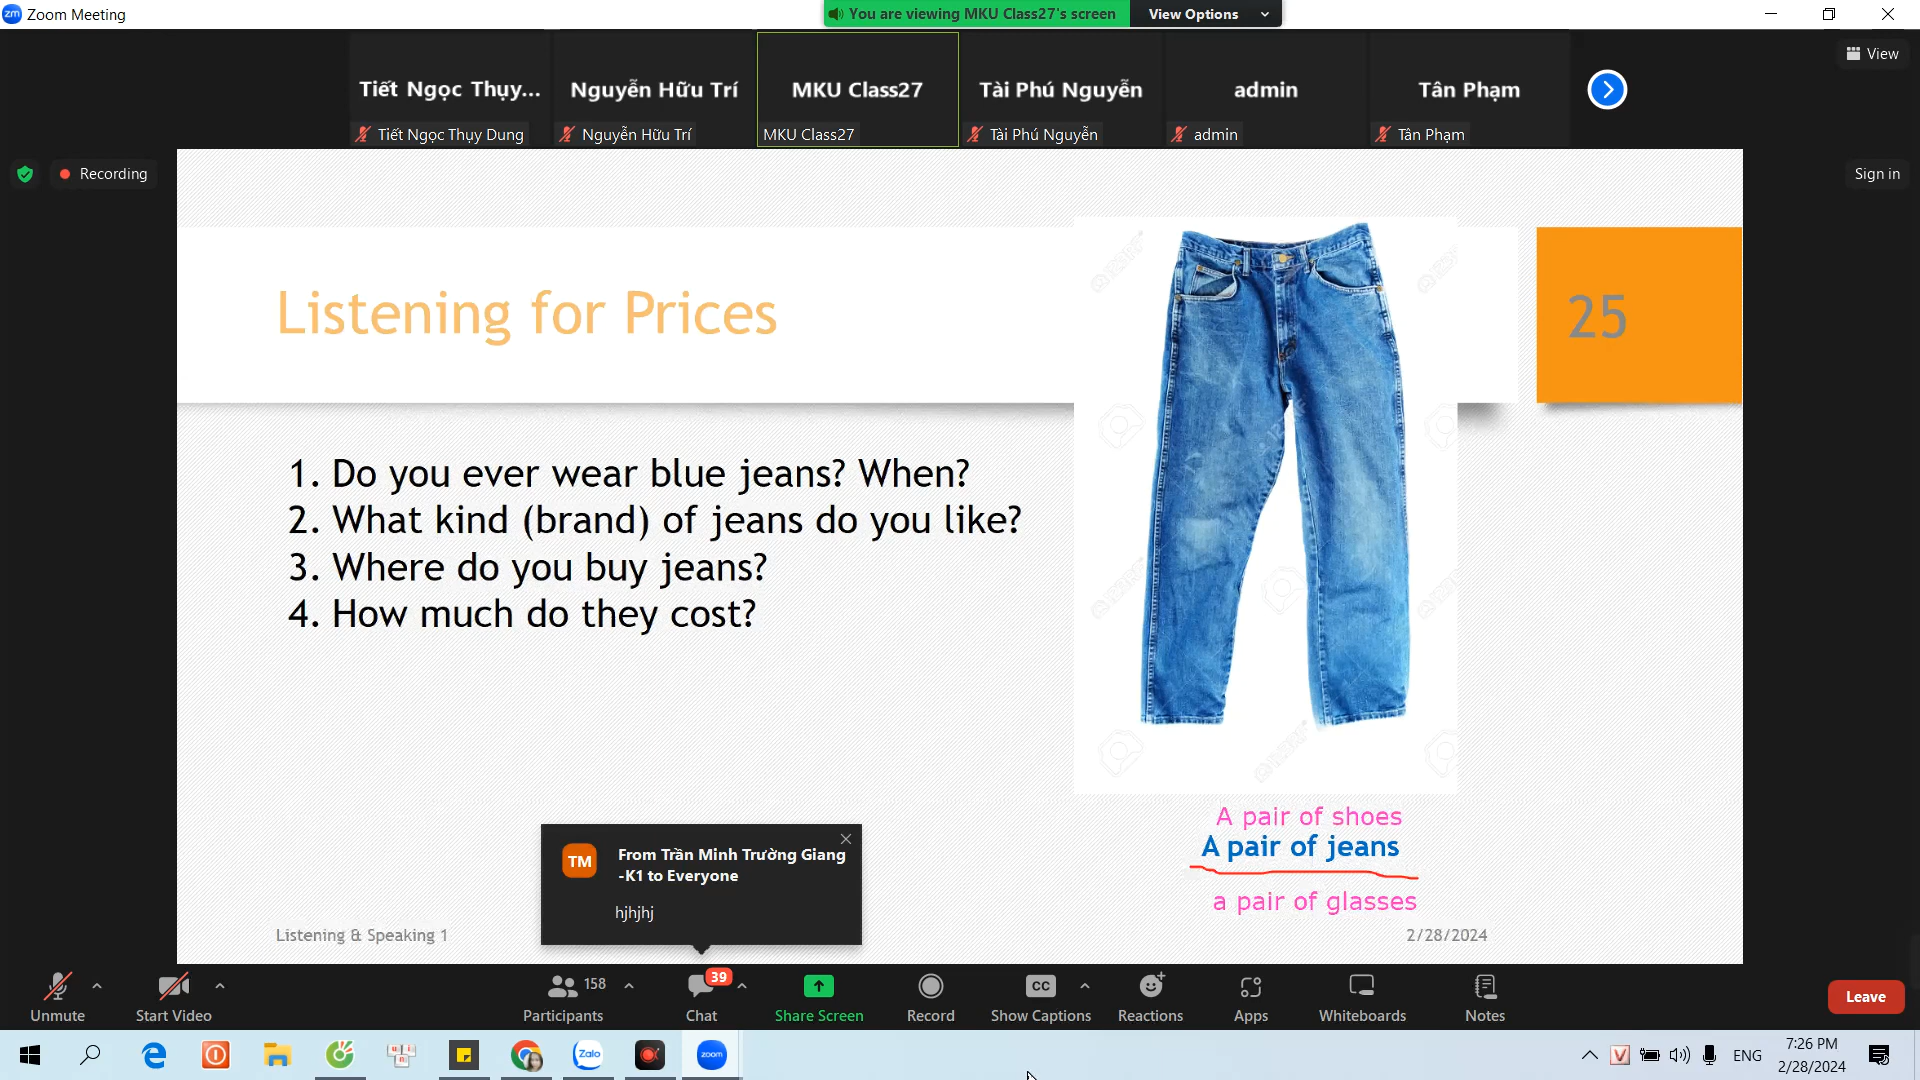 Zoom Meeting
You are viewing MKU Class27's screen
View Options
View
Tiết Ngọc Thụy...
Nguyễn Hữu Trí
MKU Class27
Tài Phú Nguyễn
admin
Tân Phạm
Tiết Ngọc Thụy Dung
Nguyễn Hữu Trí
MKU Class27
Tài Phú Nguyễn
admin
Tân Phạm
Recording
Sign in
Listening for Prices
25
1. Do you ever wear blue jeans? When?
2. What kind (brand) of jeans do you like?
3. Where do you buy jeans?
4. How much do they cost?
A pair of shoes
A pair of jeans
a pair of glasses
TM
From Trần Minh Trường Giang
-K1 to Everyone
hjhjhj
Listening & Speaking 1
2/28/2024
Unmute
Start Video
158
Participants
39
Chat
Share Screen
Record
CC
Show Captions
Reactions
Apps
Whiteboards
Notes
Leave
Zalo
zoom
ENG
7:26 PM
2/28/2024